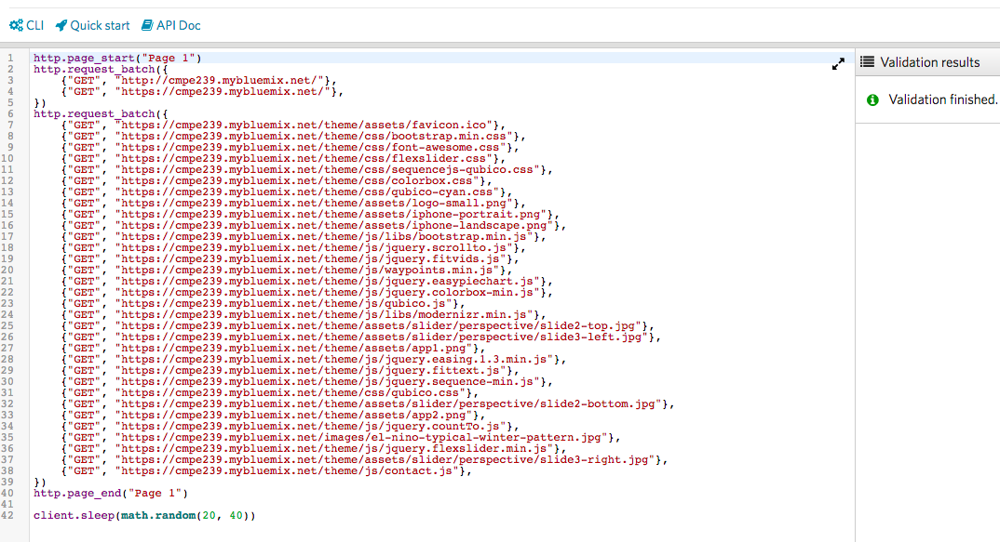 CLI Quick start API Doc
Validation results
Validation finished.
1 http.page_start("Page 1")
2 http.request_batch({
3 {"GET", "http://cmpe239.mybluemix.net/"},
4 {"GET", "https://cmpe239.mybluemix.net/"},
5 })
6 http.request_batch({
7 {"GET", "https://cmpe239.mybluemix.net/theme/assets/favicon.ico"},
8 {"GET", "https://cmpe239.mybluemix.net/theme/css/bootstrap.min.css"},
9 {"GET", "https://cmpe239.mybluemix.net/theme/css/font-awesome.css"},
10 {"GET", "https://cmpe239.mybluemix.net/theme/css/flexslider.css"},
11 {"GET", "https://cmpe239.mybluemix.net/theme/css/sequencejs-qubico.css"},
12 {"GET", "https://cmpe239.mybluemix.net/theme/css/colorbox.css"},
13 {"GET", "https://cmpe239.mybluemix.net/theme/css/qubico-cyan.css"},
14 {"GET", "https://cmpe239.mybluemix.net/theme/assets/logo-small.png"},
15 {"GET", "https://cmpe239.mybluemix.net/theme/assets/iphone-portrait.png"},
16 {"GET", "https://cmpe239.mybluemix.net/theme/assets/iphone-landscape.png"},
17 {"GET", "https://cmpe239.mybluemix.net/theme/js/libs/bootstrap.min.js"},
18 {"GET", "https://cmpe239.mybluemix.net/theme/js/jquery.scrollto.js"},
19 {"GET", "https://cmpe239.mybluemix.net/theme/js/jquery.fitvids.js"},
20 {"GET", "https://cmpe239.mybluemix.net/theme/js/waypoints.min.js"},
21 {"GET", "https://cmpe239.mybluemix.net/theme/js/jquery.easypiechart.js"},
22 {"GET", "https://cmpe239.mybluemix.net/theme/js/jquery.colorbox-min.js"},
23 {"GET", "https://cmpe239.mybluemix.net/theme/js/qubico.js"},
24 {"GET", "https://cmpe239.mybluemix.net/theme/js/libs/modernizr.min.js"},
25 {"GET", "https://cmpe239.mybluemix.net/theme/assets/slider/perspective/slide2-top.jpg"},
26 {"GET", "https://cmpe239.mybluemix.net/theme/assets/slider/perspective/slide3-left.jpg"},
27 {"GET", "https://cmpe239.mybluemix.net/theme/assets/app1.png"},
28 {"GET", "https://cmpe239.mybluemix.net/theme/js/jquery.easing.1.3.min.js"},
29 {"GET", "https://cmpe239.mybluemix.net/theme/js/jquery.fittext.js"},
30 {"GET", "https://cmpe239.mybluemix.net/theme/js/jquery.sequence-min.js"},
31 {"GET", "https://cmpe239.mybluemix.net/theme/css/qubico.css"},
32 {"GET", "https://cmpe239.mybluemix.net/theme/assets/slider/perspective/slide2-bottom.jpg"},
33 {"GET", "https://cmpe239.mybluemix.net/theme/assets/app2.png"},
34 {"GET", "https://cmpe239.mybluemix.net/theme/js/jquery.countTo.js"},
35 {"GET", "https://cmpe239.mybluemix.net/images/el-nino-typical-winter-pattern.jpg"},
36 {"GET", "https://cmpe239.mybluemix.net/theme/js/jquery.flexslider.min.js"},
37 {"GET", "https://cmpe239.mybluemix.net/theme/assets/slider/perspective/slide3-right.jpg"},
38 {"GET", "https://cmpe239.mybluemix.net/theme/js/contact.js"},
39 })
40 http.page_end("Page 1")
41
42 client.sleep(math.random(20, 40))